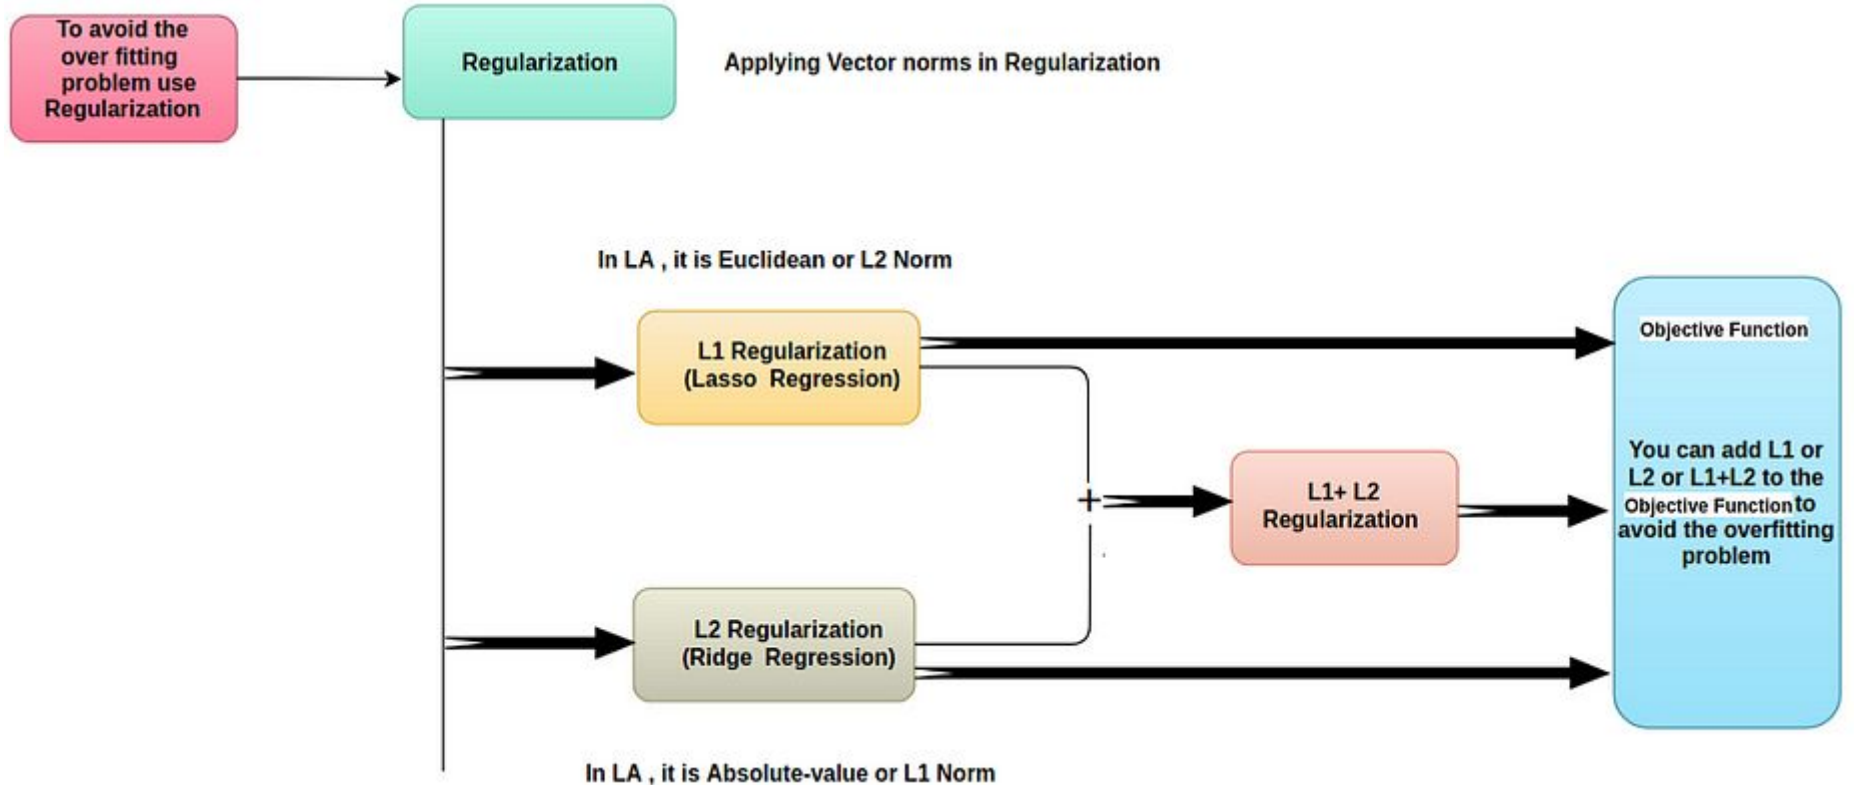 To avoid the
over fitting
problem use
Regularization
Regularization
Applying Vector norms in Regularization
In LA , it is Euclidean or L2 Norm
L1 Regularization
(Lasso Regression)
+
L1+ L2
Regularization
L2 Regularization
(Ridge Regression)
In LA , it is Absolute-value or L1 Norm
Objective Function
You can add L1 or
L2 or L1+L2 to the
Objective Function to
avoid the overfitting
problem